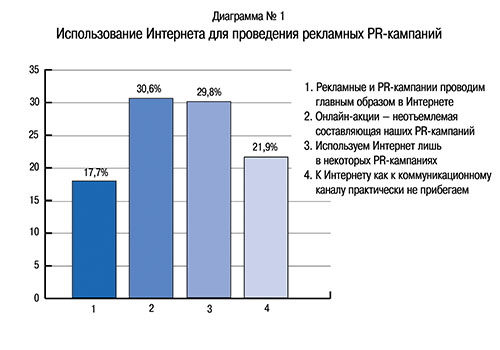 Диаграмма № 1
Использование Интернета для проведения рекламных PR-кампаний
35
30
25
20
15
10
5
0
17,7%
30,6%
29,8%
21,9%
1
2
3
4
1. Рекламные и PR-кампании проводим
главным образом в Интернете
2. Онлайн-акции – неотъемлемая
составляющая наших PR-кампаний
3. Используем Интернет лишь
в некоторых PR-кампаниях
4. К Интернету как к коммуникационному
каналу практически не прибегаем